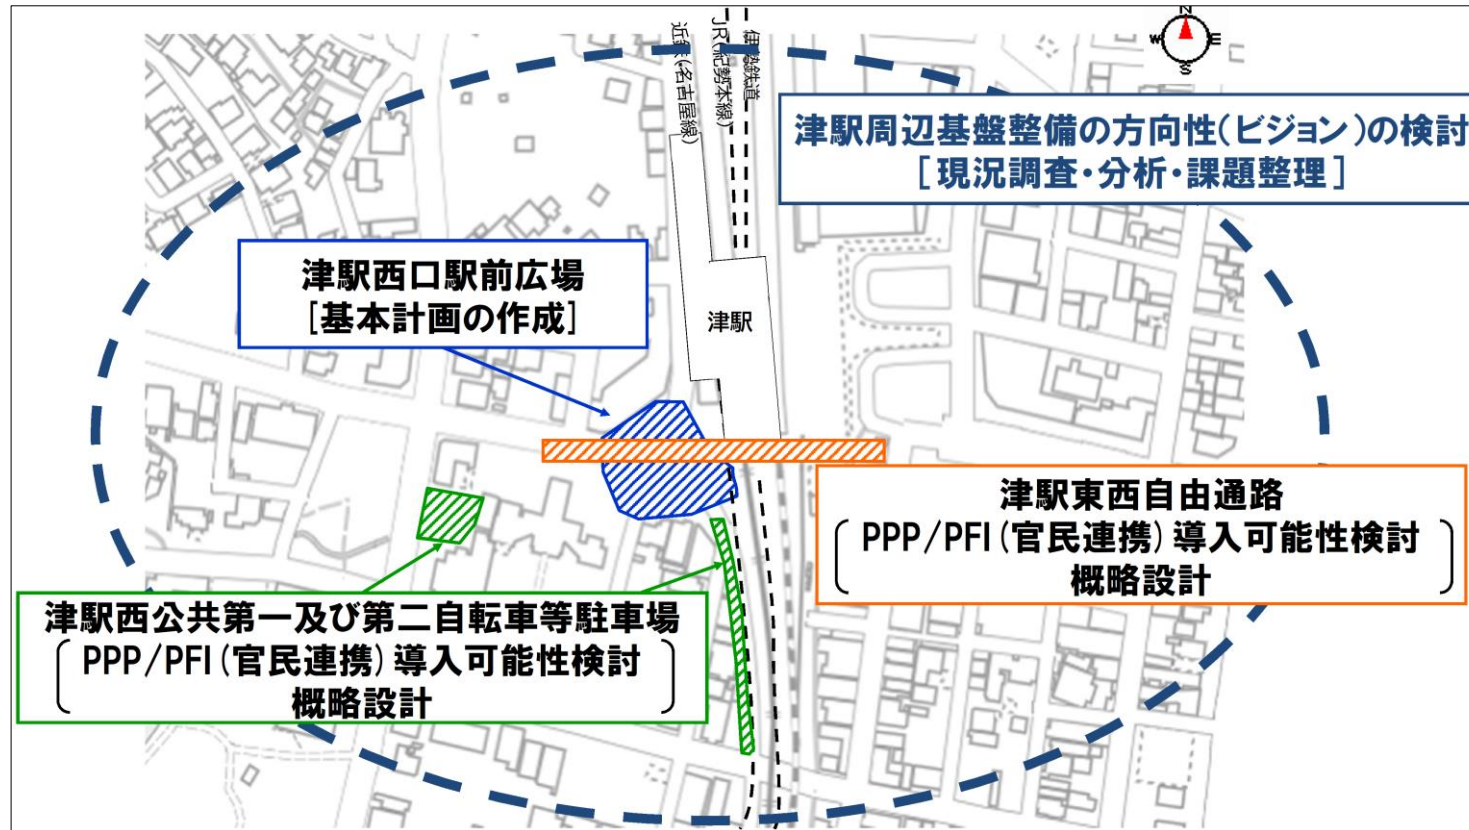 近鉄(名古屋線)
JR(紀勢本線)
伊勢鉄道
N
W
E
S
津駅周辺基盤整備の方向性(ビジョン)の検討
[現況調査・分析・課題整理]
津駅西口駅前広場
[基本計画の作成]
津駅
津駅東西自由通路
PPP/PFI(官民連携)導入可能性検討
概略設計
津駅西公共第一及び第二自転車等駐車場
PPP/PFI(官民連携)導入可能性検討
概略設計